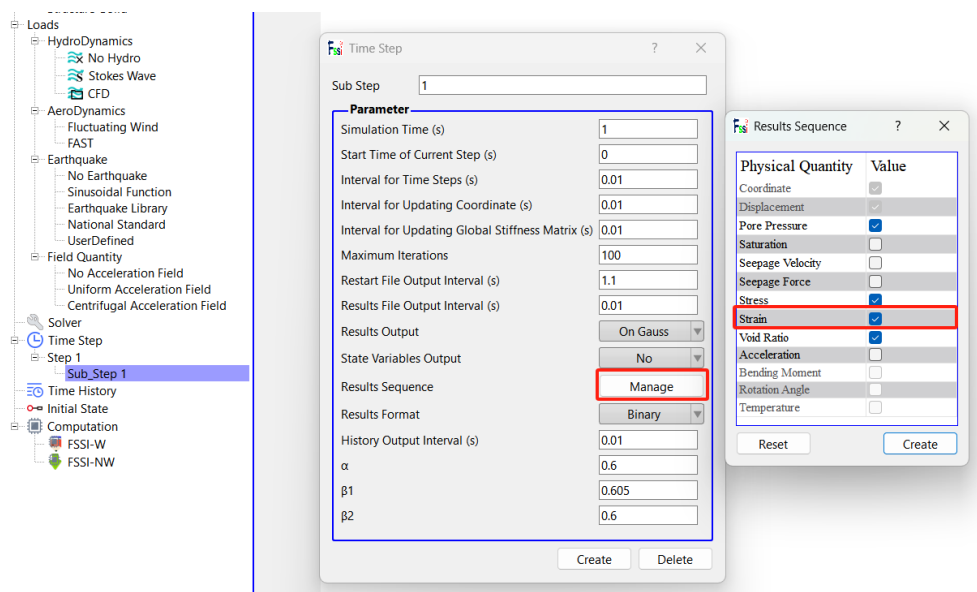 Loads
HydroDynamics
No Hydro
Stokes Wave
CFD
AeroDynamics
Fluctuating Wind
FAST
Earthquake
No Earthquake
Sinusoidal Function
Earthquake Library
National Standard
UserDefined
Field Quantity
No Acceleration Field
Uniform Acceleration Field
Centrifugal Acceleration Field
Solver
Time Step
Step 1
Sub_Step 1
Time History
Initial State
Computation
FSSI-W
FSSI-NW
Fssi Time Step ?
Sub Step 1
Parameter
Simulation Time (s) 1
Start Time of Current Step (s) 0
Interval for Time Steps (s) 0.01
Interval for Updating Coordinate (s) 0.01
Interval for Updating Global Stiffness Matrix (s) 0.01
Maximum Iterations 100
Restart File Output Interval (s) 1.1
Results File Output Interval (s) 0.01
Results Output On Gauss
State Variables Output No
Results Sequence Manage
Results Format Binary
History Output Interval (s) 0.01
α 0.6
β1 0.605
β2 0.6
Create Delete
Fssi Results Sequence ?
Physical Quantity Value
Coordinate
Displacement
Pore Pressure
Saturation
Seepage Velocity
Seepage Force
Stress
Strain
Void Ratio
Acceleration
Bending Moment
Rotation Angle
Temperature
Reset Create